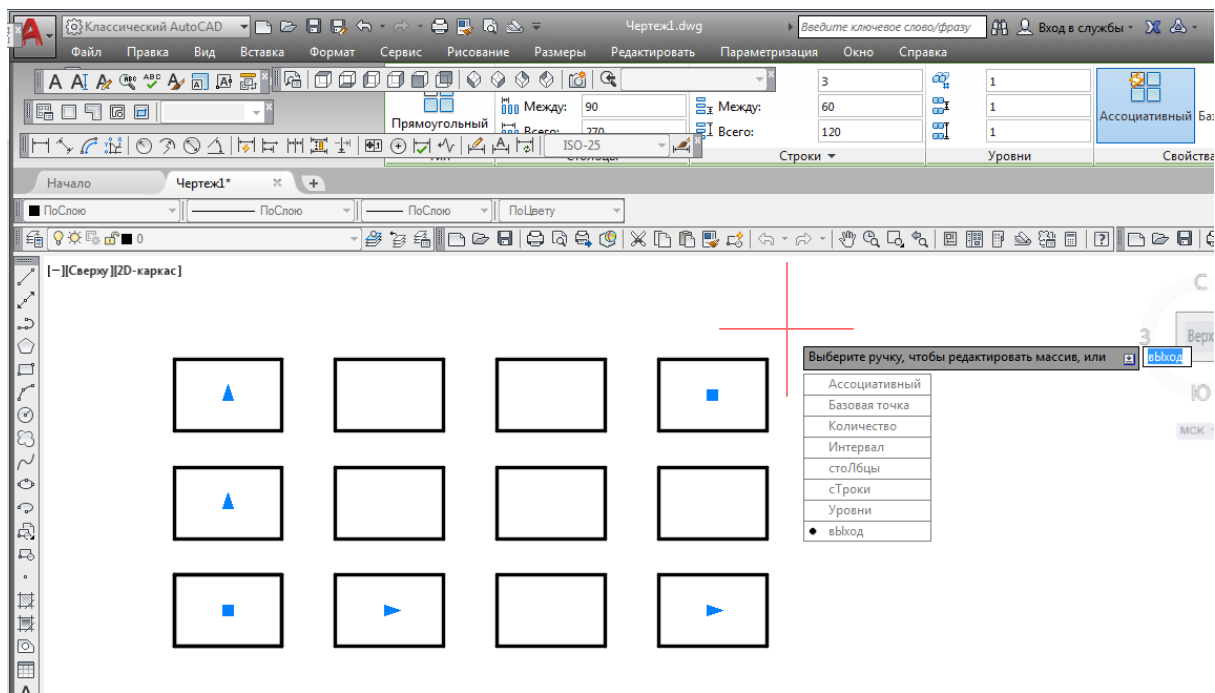 Классический AutoCAD Чертеж1.dwg Введите ключевое слово/фразу Вход в службы
Файл Правка Вид Вставка Формат Сервис Рисование Размеры Редактировать Параметризация Окно Справка
Между: 90 Между: 60 3 1
Прямоугольный Всего: 270 Всего: 120 1 1 Ассоциативный
ISO-25
Столбцы Строки Уровни Свойства
Начало Чертеж1*
ПоСлою ПоСлою ПоСлою ПоЦвету
0
[−][Сверху][2D-каркас]
С
З
Ю
МСК
Выберите ручку, чтобы редактировать массив, или вЫход
Ассоциативный
Базовая точка
Количество
Интервал
стоЛбцы
сТроки
Уровни
вЫход